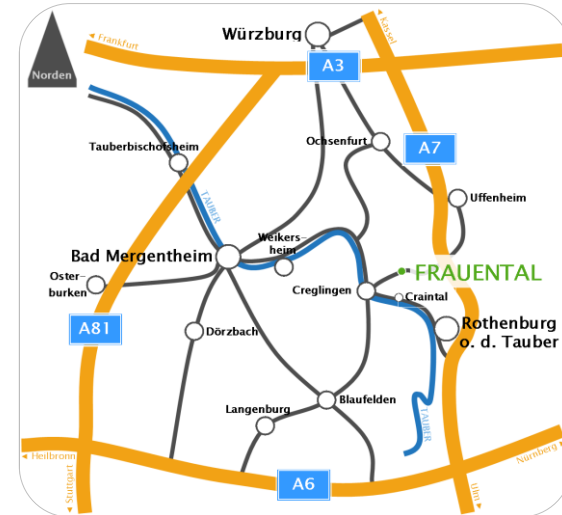 Kassel
Würzburg
Frankfurt
A3
Norden
Ochsenfurt
Tauberbischofsheim
A7
TAUBER
Uffenheim
Weikers-
heim
Bad Mergentheim
FRAUENTAL
Oster-
burken
Creglingen
Craintal
A81
Dörzbach
Rothenburg
o. d. Tauber
Blaufelden
Langenburg
TAUBER
Heilbronn
Nürnberg
A6
Stuttgart
Ulm